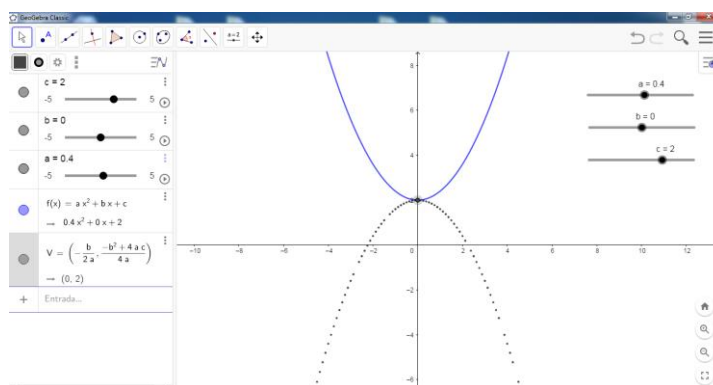 GeoGebra Classic
a=2
c = 2
-5 5
b = 0
-5 5
a = 0.4
-5 5
f(x) = a x² + b x + c
→ 0.4 x² + 0 x + 2
V = (-b/2 a, -b² + 4 a c/4 a)
→ (0, 2)
+ Entrada...
8
6
4
2
-10 -8 -6 -4 -2 0 2 4 6 8 10 12
-2
-4
-6
a = 0.4
b = 0
c = 2